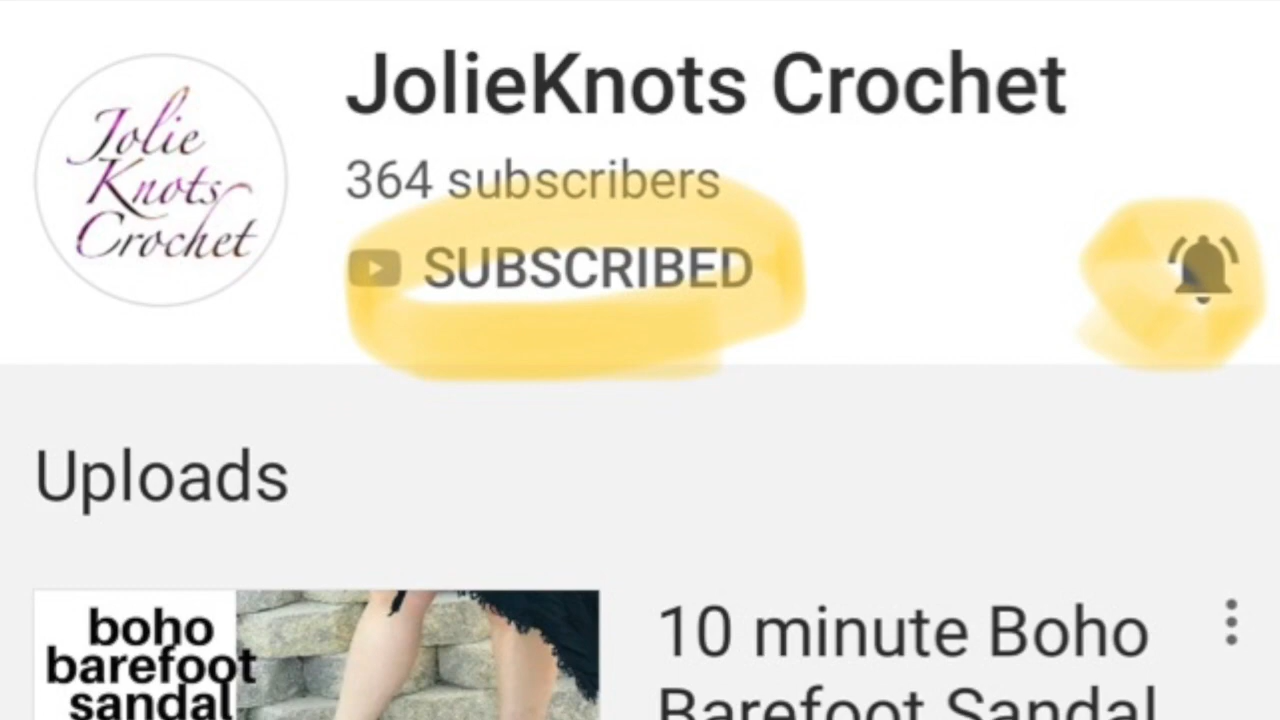 Jolie
Knots
Crochet
JolieKnots Crochet
364 subscribers
SUBSCRIBED
Uploads
boho
barefoot
sandal
10 minute Boho
Barefoot Sandal